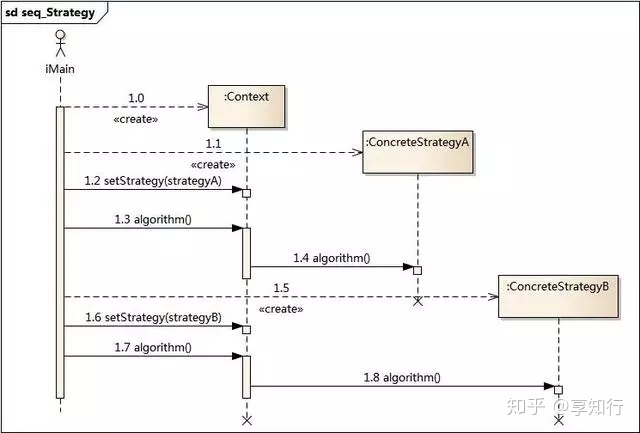 sd seq_Strategy
iMain
1.0
«create»
:Context
1.1
«create»
:ConcreteStrategyA
1.2 setStrategy(strategyA)
1.3 algorithm()
1.4 algorithm()
1.5
«create»
:ConcreteStrategyB
1.6 setStrategy(strategyB)
1.7 algorithm()
1.8 algorithm()
知乎 @享知行